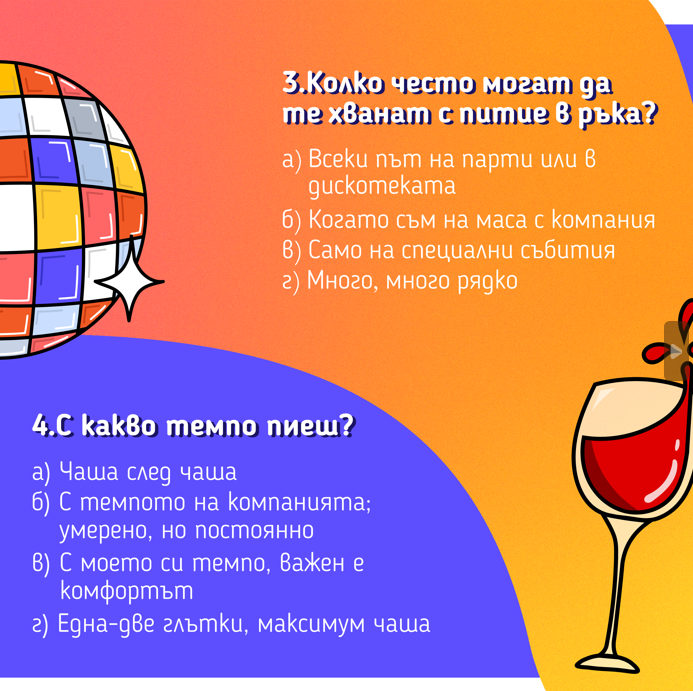 3.Колко често могат да
те хванат с питие в ръка?
а) Всеки път на парти или в
дискотеката
б) Когато съм на маса с компания
в) Само на специални събития
г) Много, много рядко
4.С какво темпо пиеш?
а) Чаша след чаша
б) С темпото на компанията;
умерено, но постоянно
в) С моето си темпо, важен е
комфортът
г) Една-две глътки, максимум чаша